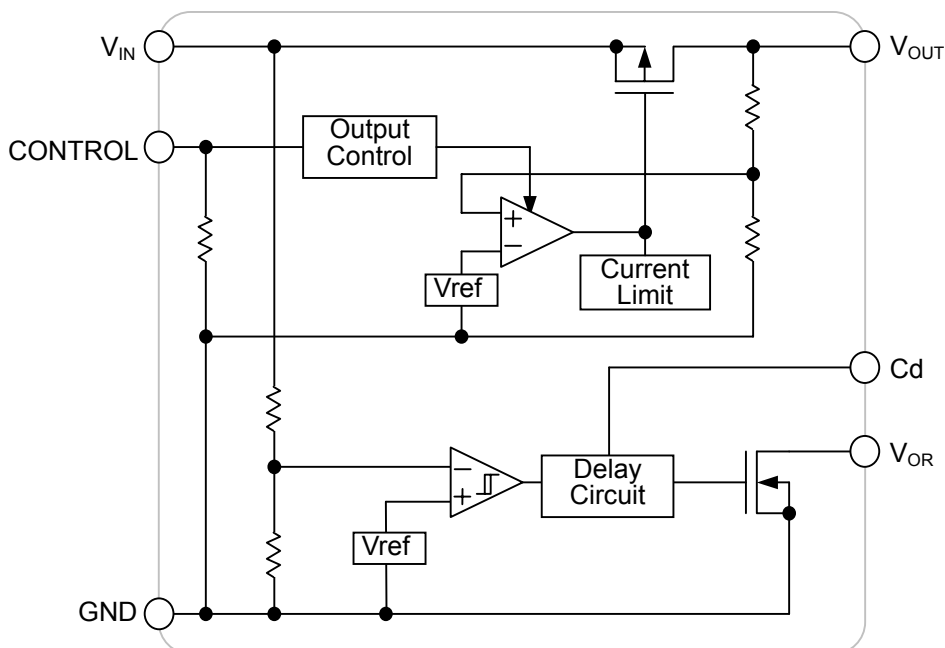 VIN
VOUT
CONTROL
Output
Control
+
−
Vref
Current
Limit
Cd
VOR
−
+
Delay
Circuit
Vref
GND